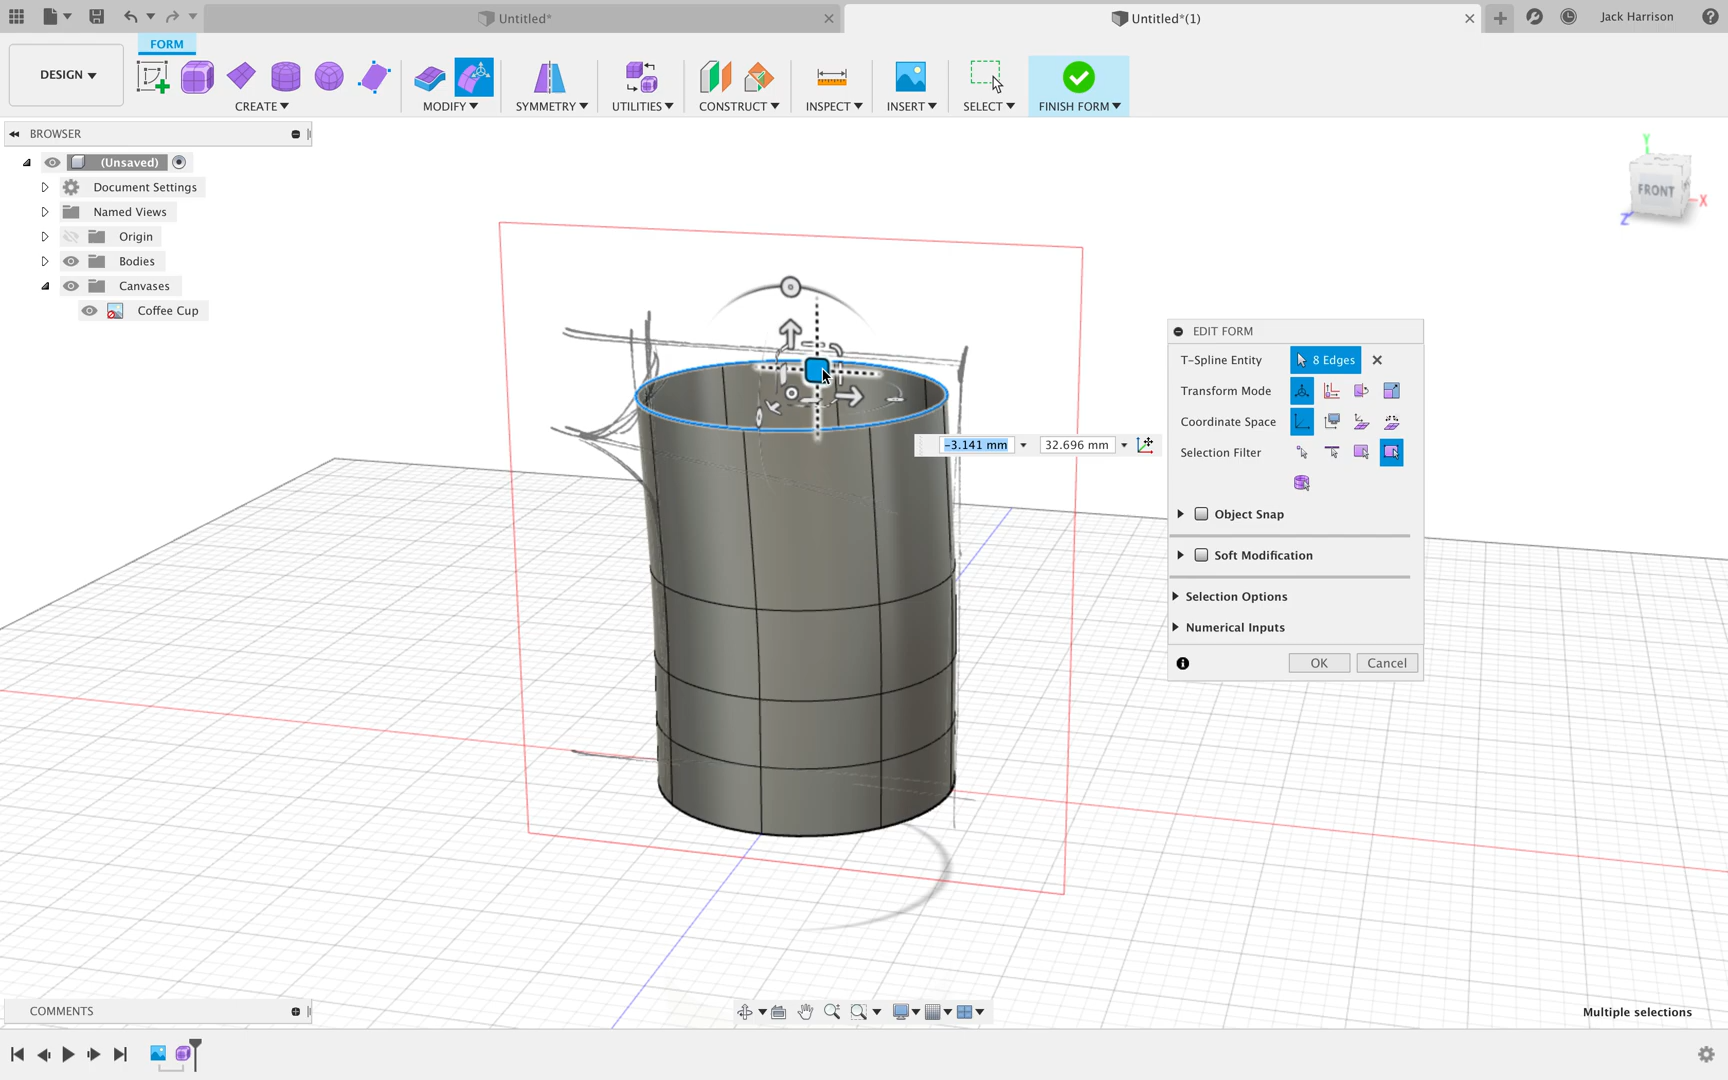 Untitled*
Untitled*(1)
Jack Harrison
FORM
DESIGN
CREATE
MODIFY
SYMMETRY
UTILITIES
CONSTRUCT
INSPECT
INSERT
SELECT
FINISH FORM
BROWSER
(Unsaved)
Document Settings
Named Views
Origin
Bodies
Canvases
Coffee Cup
Y
FRONT
X
Z
EDIT FORM
T-Spline Entity
8 Edges
Transform Mode
Coordinate Space
Selection Filter
Object Snap
Soft Modification
Selection Options
Numerical Inputs
OK
Cancel
-3.141 mm
32.696 mm
COMMENTS
Multiple selections